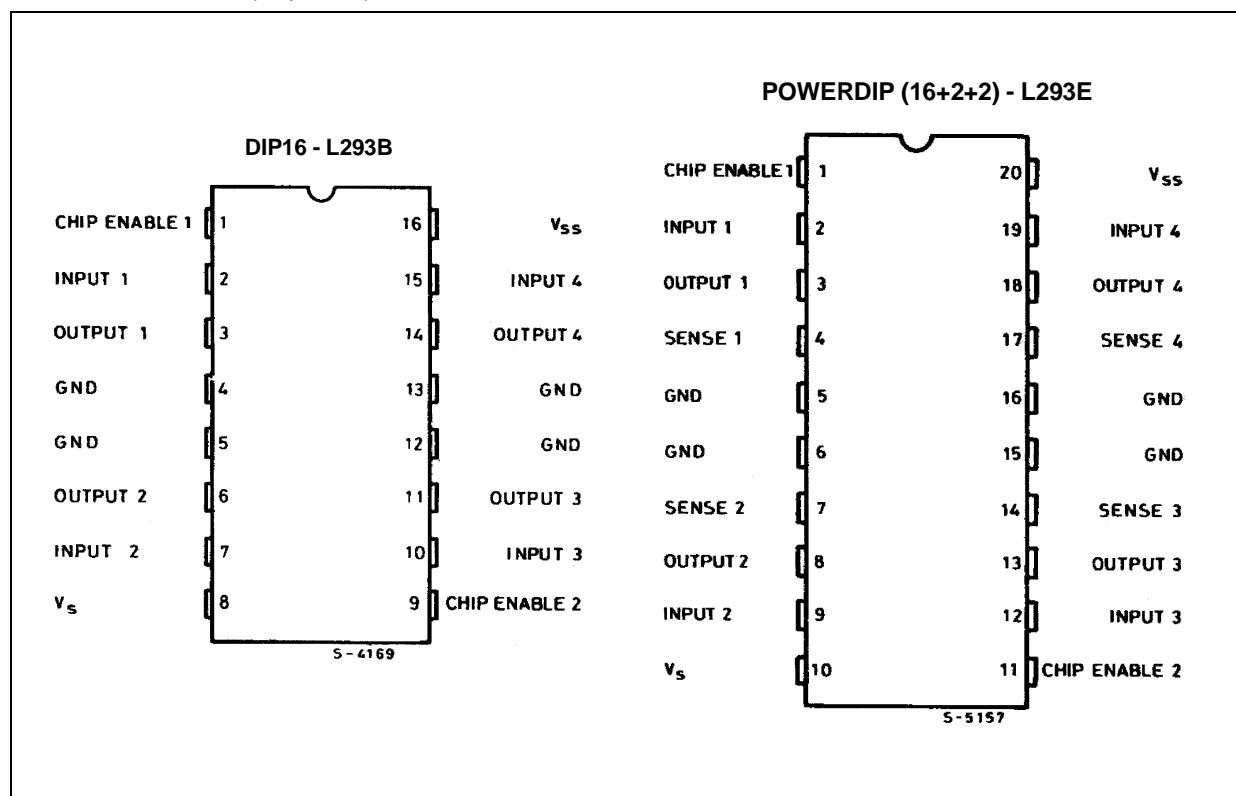 POWERDIP (16+2+2) - L293E
DIP16 - L293B
CHIP ENABLE 1 1 16 VSS
INPUT 1 2 15 INPUT 4
OUTPUT 1 3 14 OUTPUT 4
GND 4 13 GND
GND 5 12 GND
OUTPUT 2 6 11 OUTPUT 3
INPUT 2 7 10 INPUT 3
VS 8 9 CHIP ENABLE 2
S-4169
CHIP ENABLE 1 1 20 VSS
INPUT 1 2 19 INPUT 4
OUTPUT 1 3 18 OUTPUT 4
SENSE 1 4 17 SENSE 4
GND 5 16 GND
GND 6 15 GND
SENSE 2 7 14 SENSE 3
OUTPUT 2 8 13 OUTPUT 3
INPUT 2 9 12 INPUT 3
VS 10 11 CHIP ENABLE 2
S-5157